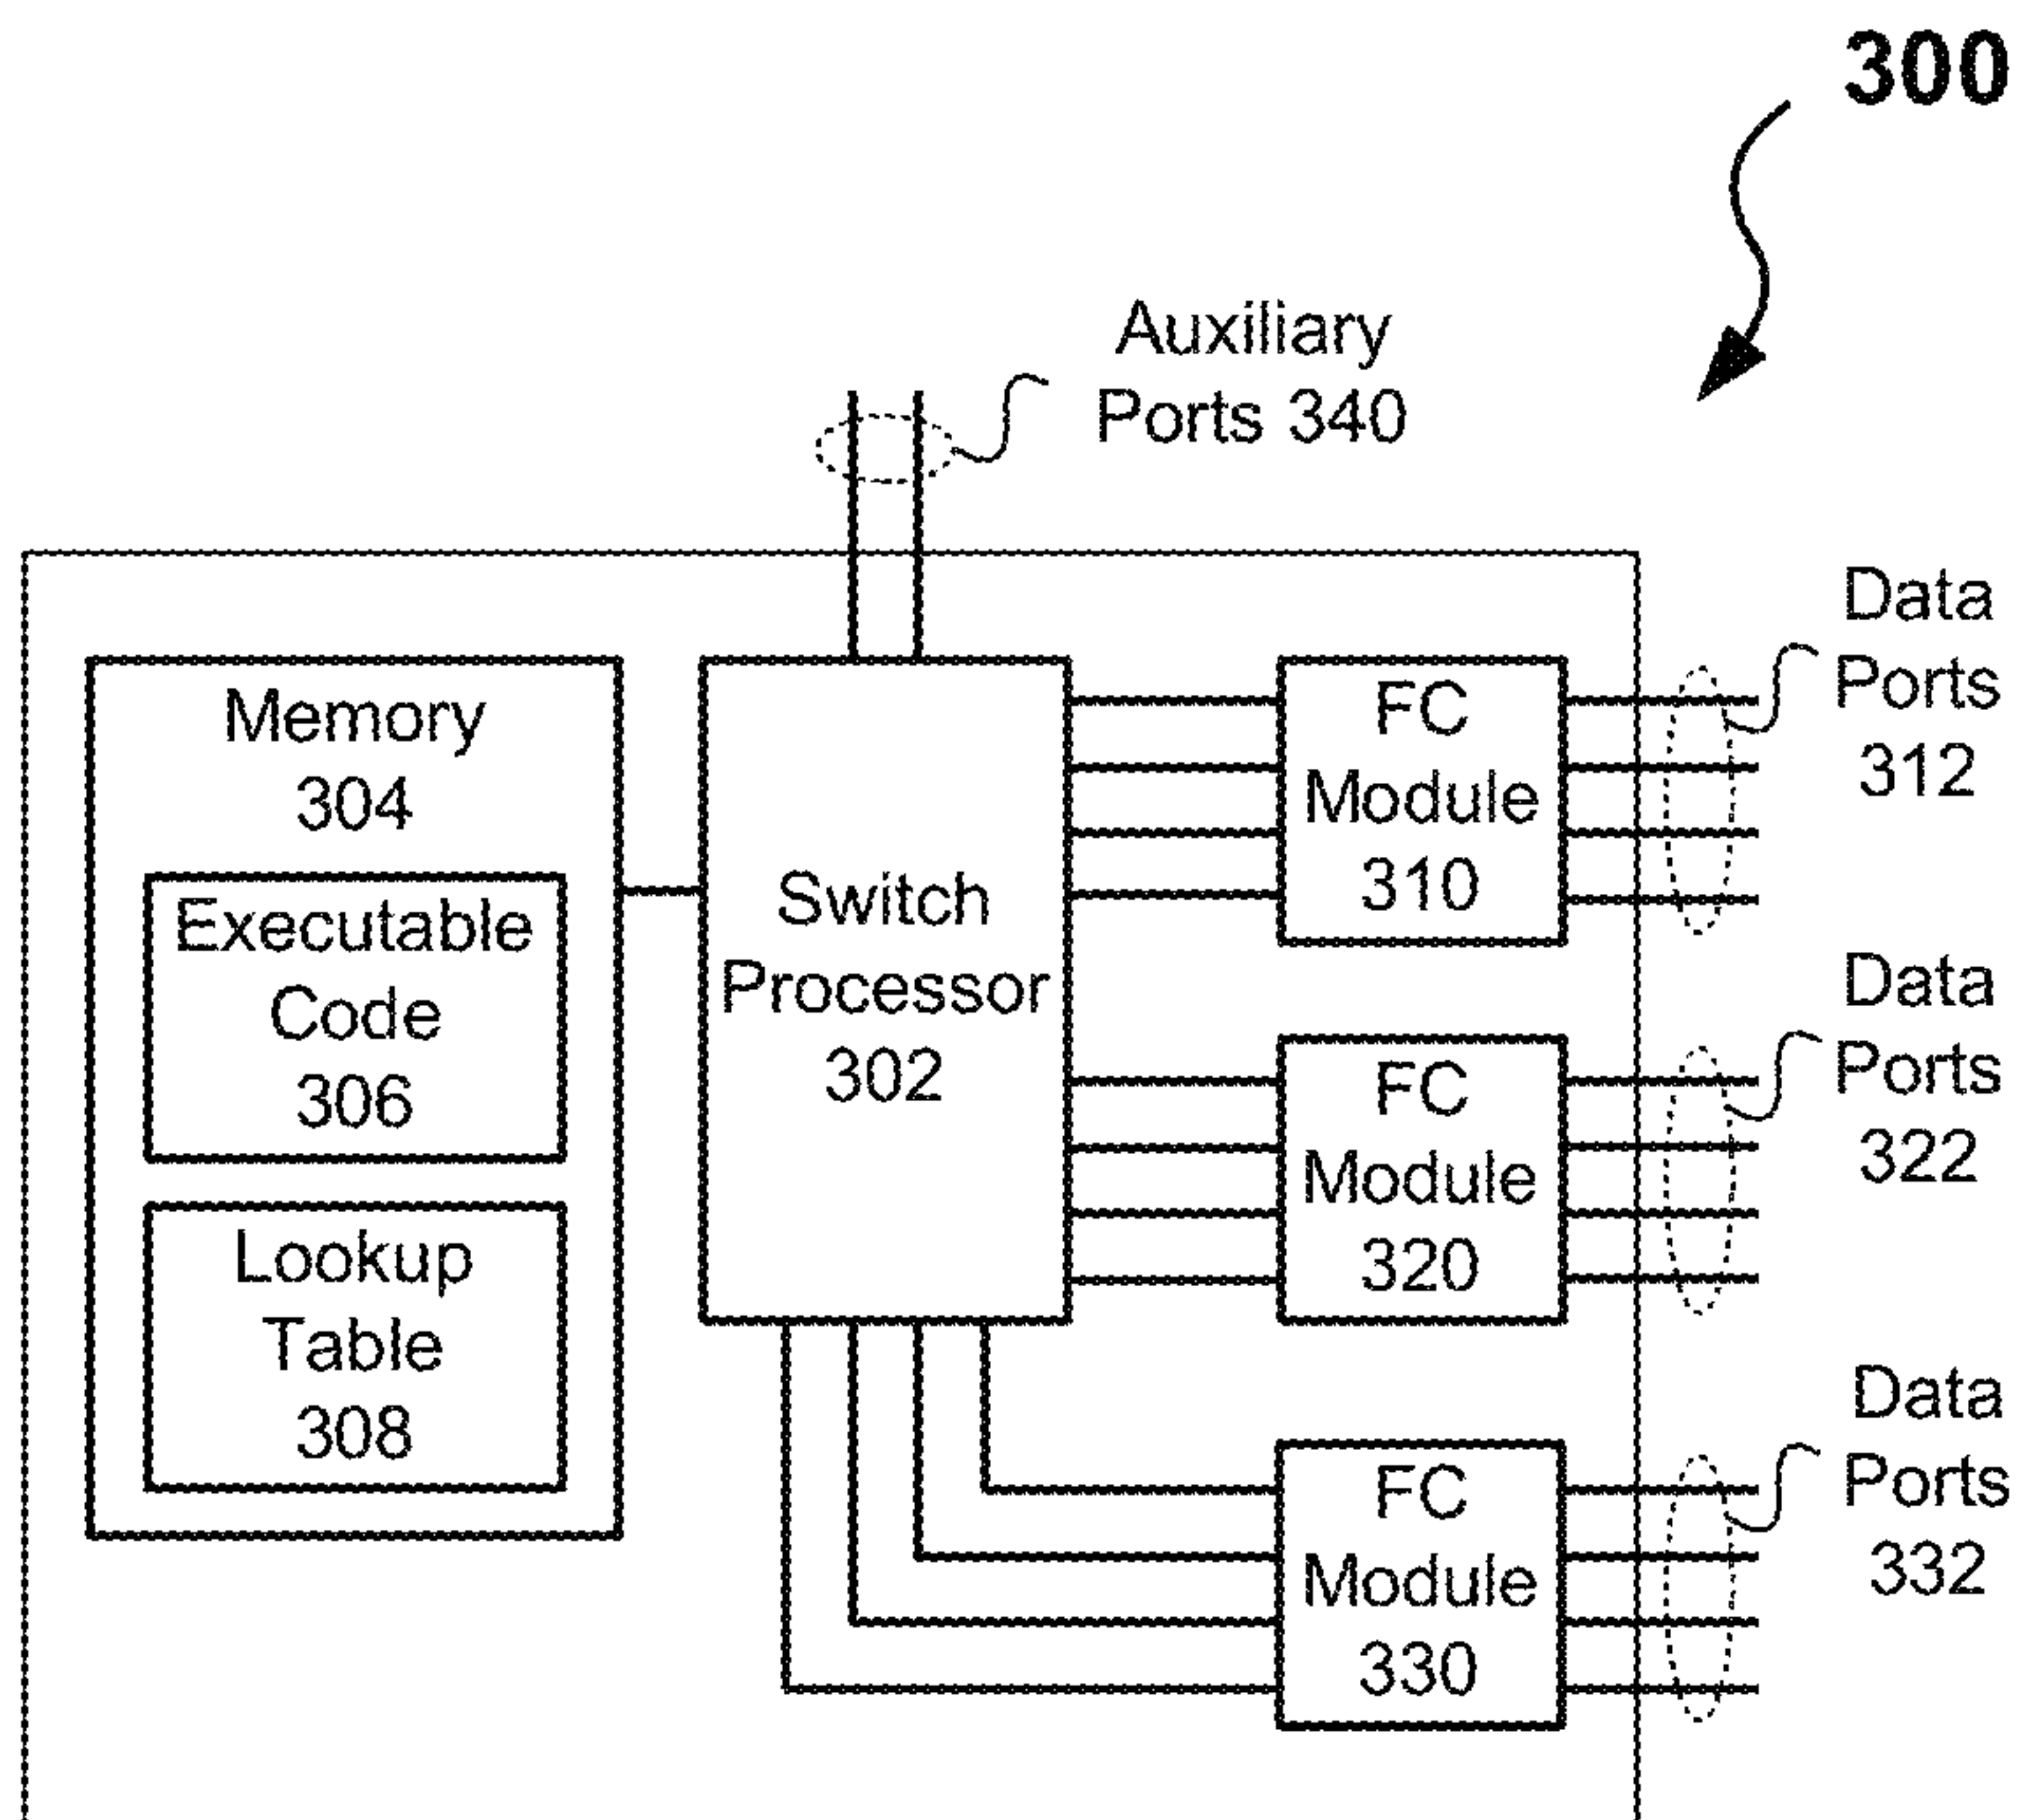 300
Auxiliary
Ports 340
Data
Ports
312
Memory
304
Executable
Code
306
Lookup
Table
308
Switch
Processor
302
FC
Module
310
FC
Module
320
Data
Ports
322
FC
Module
330
Data
Ports
332